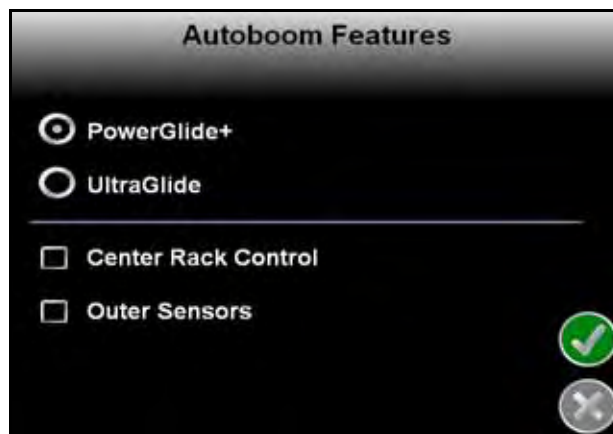 Autoboom Features
PowerGlide+
UltraGlide
Center Rack Control
Outer Sensors